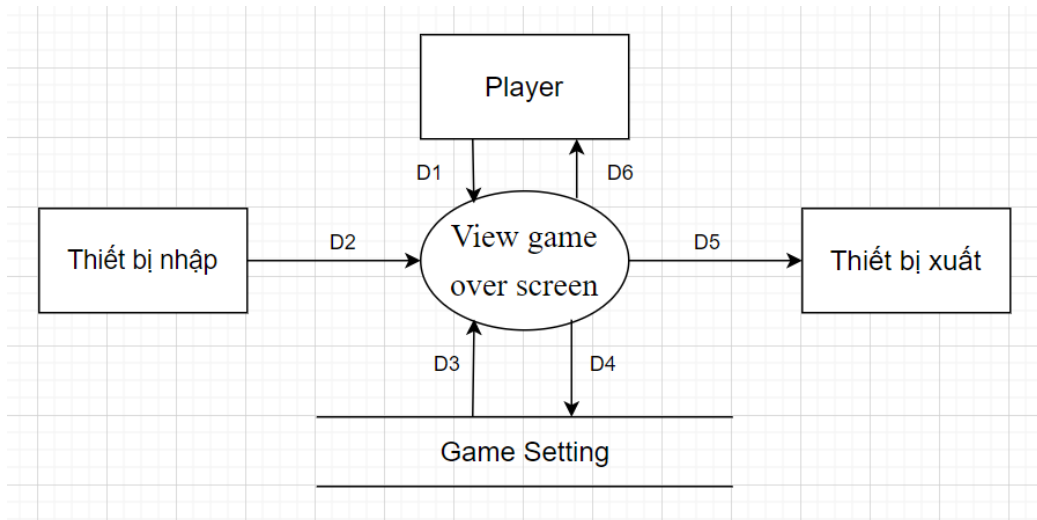 Player
D1
D6
Thiết bị nhập
D2
View game
over screen
D5
Thiết bị xuất
D3
D4
Game Setting